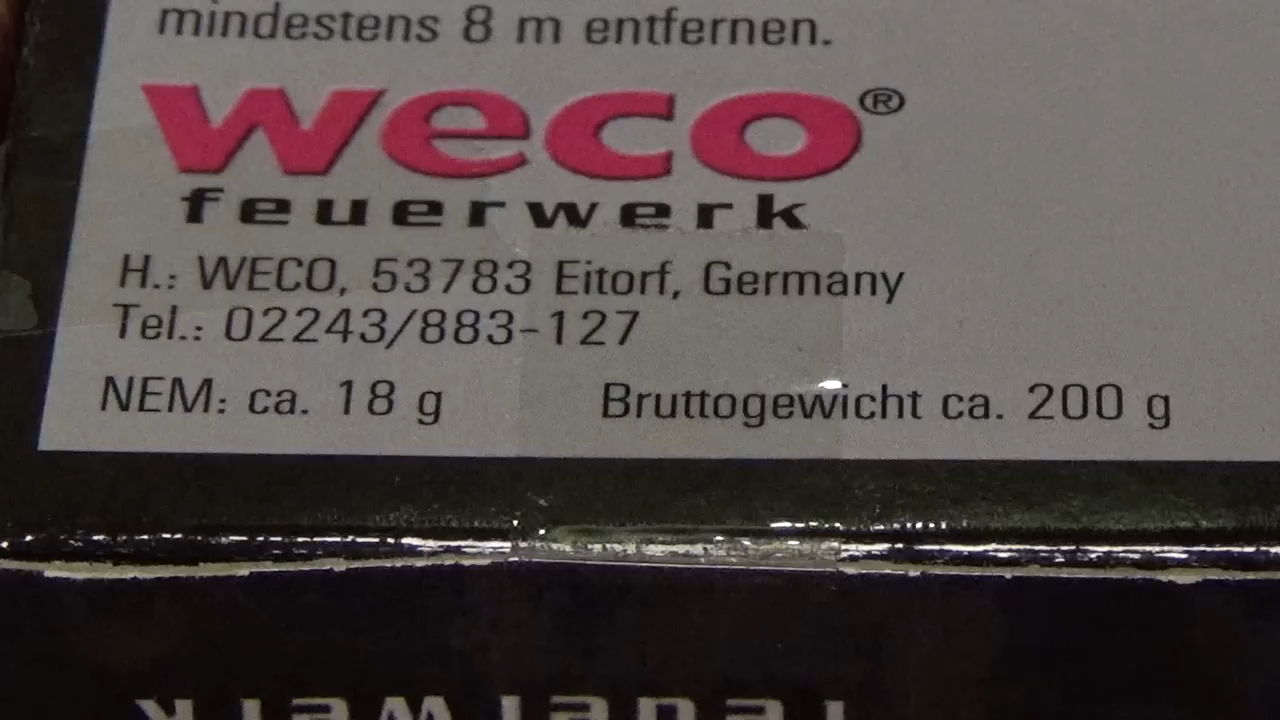 mindestens 8 m entfernen.
weco®
feuerwerk
H.: WECO, 53783 Eitorf, Germany
Tel.: 02243/883-127
NEM: ca. 18 g Bruttogewicht ca. 200 g
feuerwerk